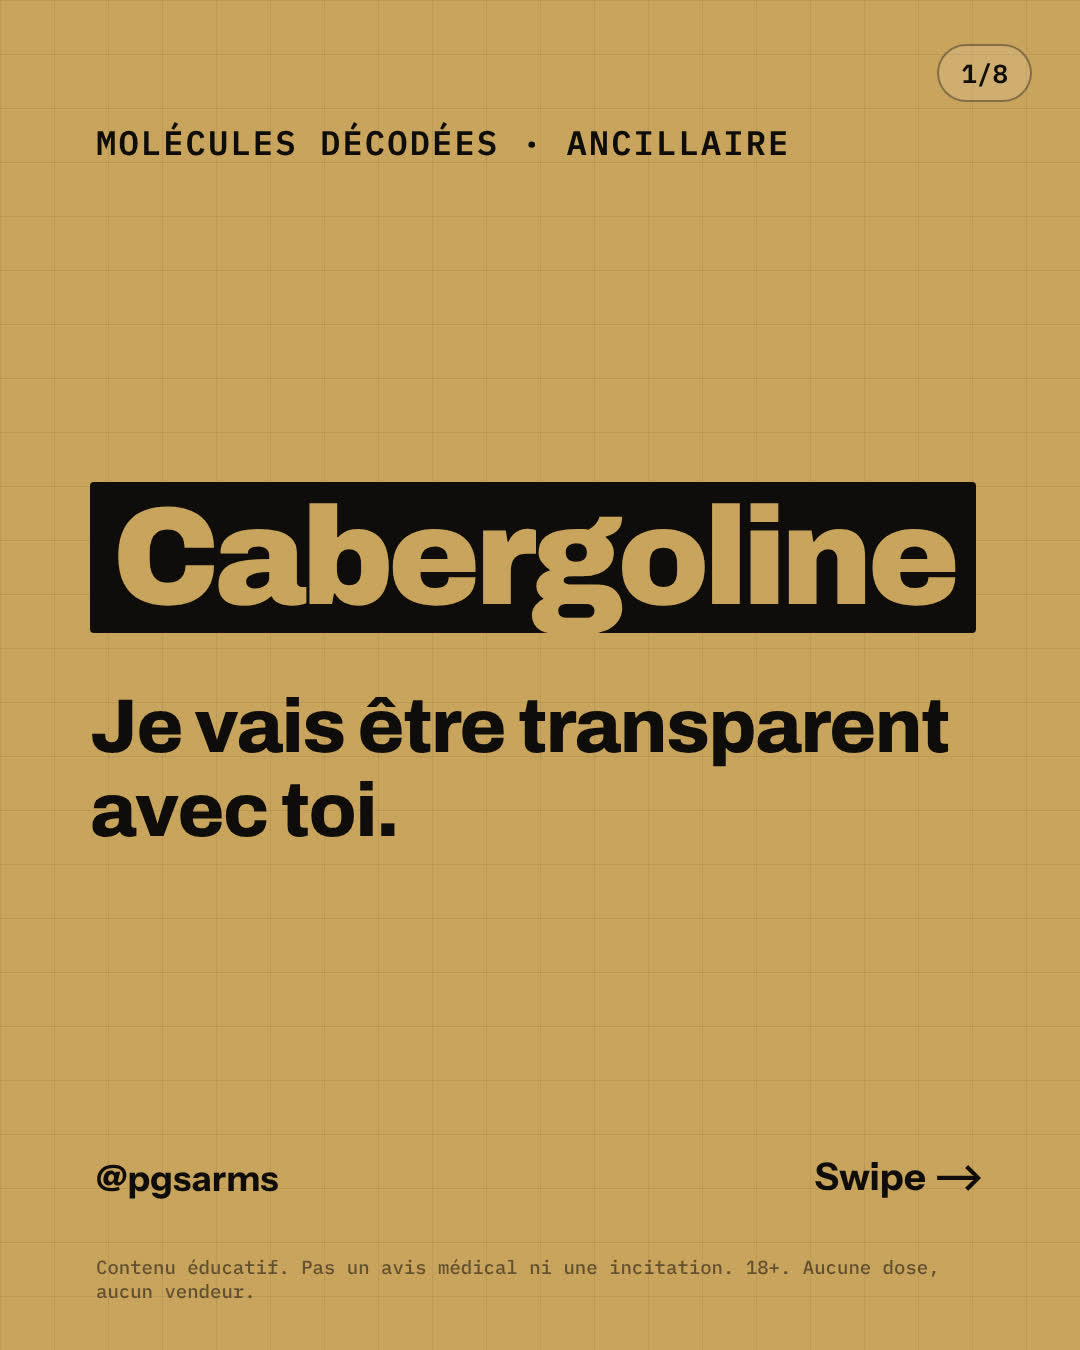 1/8
MOLÉCULES DÉCODÉES · ANCILLAIRE
Cabergoline
Je vais être transparent
avec toi.
@pgsarms
Swipe →
Contenu éducatif. Pas un avis médical ni une incitation. 18+. Aucune dose,
aucun vendeur.